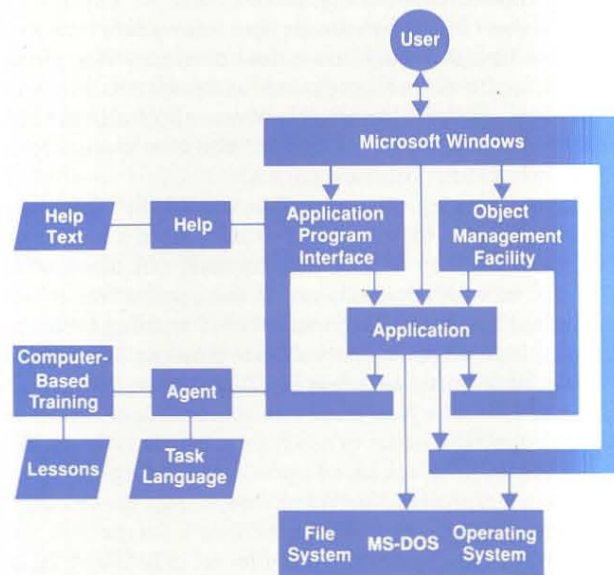 User
Microsoft Windows
Help
Text
Help
Application
Program
Interface
Object
Management
Facility
Application
Computer-
Based
Training
Agent
Lessons
Task
Language
File
System
MS-DOS
Operating
System